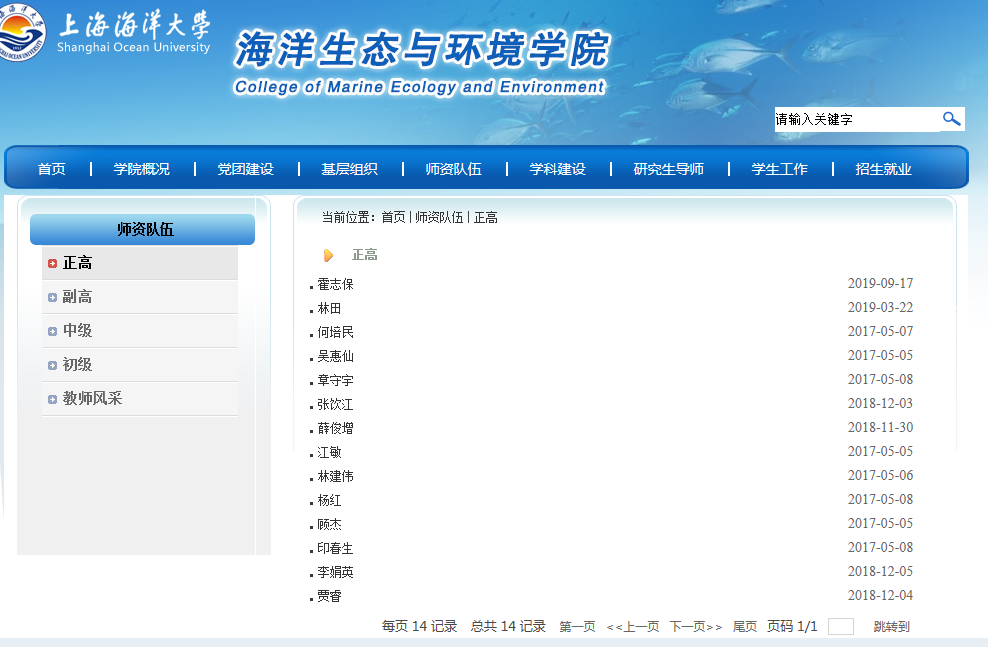 上海海洋大學
Shanghai Ocean University
海洋生态与环境学院
College of Marine Ecology and Environment
请输入关键字
首页 | 学院概况 | 党团建设 | 基层组织 | 师资队伍 | 学科建设 | 研究生导师 | 学生工作 | 招生就业
师资队伍
正高
副高
中级
初级
教师风采
当前位置：首页 | 师资队伍 | 正高
正高
霍志保 2019-09-17
林田 2019-03-22
何培民 2017-05-07
吴惠仙 2017-05-05
章守宇 2017-05-08
张饮江 2018-12-03
薛俊增 2018-11-30
江敏 2017-05-05
林建伟 2017-05-06
杨红 2017-05-08
顾杰 2017-05-05
印春生 2017-05-08
李娟英 2018-12-05
贾睿 2018-12-04
每页 14 记录 总共 14 记录 第一页 <<上一页 下一页>> 尾页 页码 1/1 跳转到